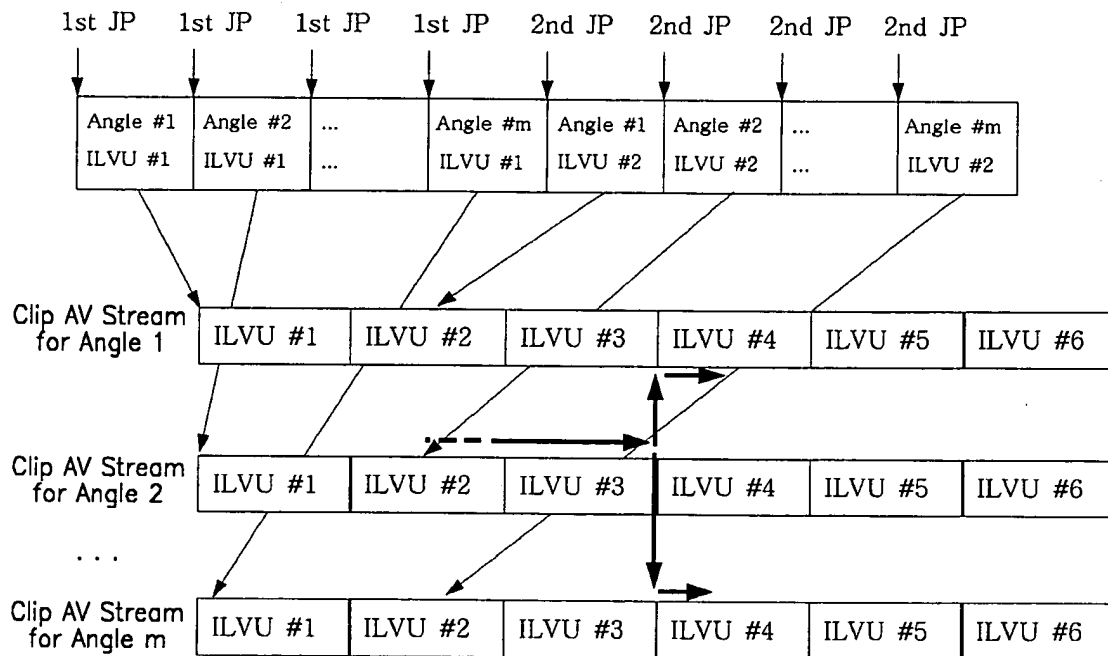 1st JP 1st JP 1st JP 1st JP 2nd JP 2nd JP 2nd JP 2nd JP
Angle #1 Angle #2 ... Angle #m Angle #1 Angle #2 ... Angle #m
ILVU #1 ILVU #1 ... ILVU #1 ILVU #2 ILVU #2 ... ILVU #2
Clip AV Stream
for Angle 1
ILVU #1 ILVU #2 ILVU #3 ILVU #4 ILVU #5 ILVU #6
Clip AV Stream
for Angle 2
ILVU #1 ILVU #2 ILVU #3 ILVU #4 ILVU #5 ILVU #6
. . .
Clip AV Stream
for Angle m
ILVU #1 ILVU #2 ILVU #3 ILVU #4 ILVU #5 ILVU #6